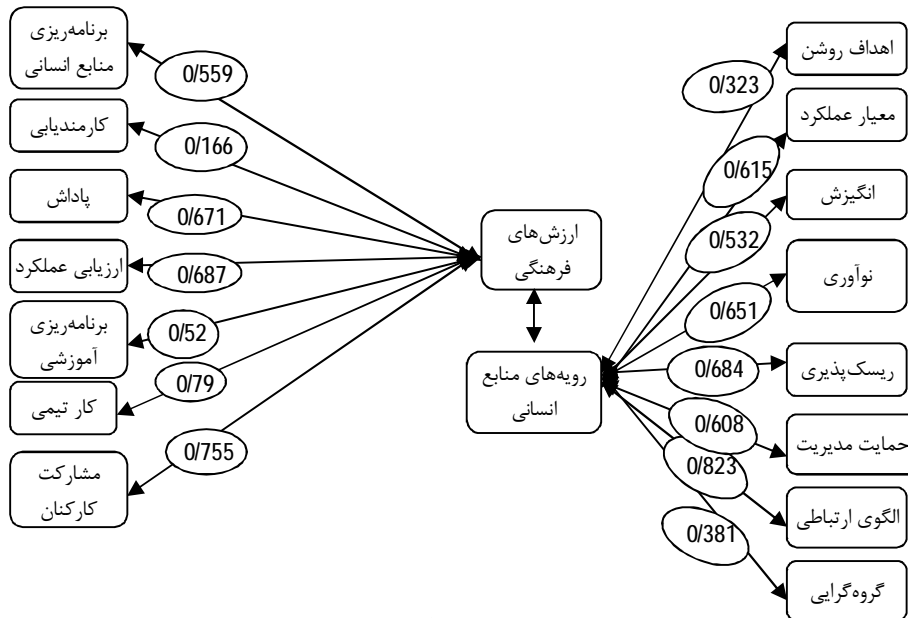 اهداف روشن
معیار عملکرد
انگیزش
نوآوری
ریسک‌پذیری
حمایت مدیریت
الگوی ارتباطی
گروه‌گرایی
0/323
0/615
0/532
0/651
0/684
0/608
0/823
0/381
ارزش‌های
فرهنگی
رویه‌های منابع
انسانی
0/559
0/166
0/671
0/687
0/52
0/79
0/755
برنامه‌ریزی
منابع انسانی
کارمندیابی
پاداش
ارزیابی عملکرد
برنامه‌ریزی
آموزشی
کار تیمی
مشارکت
کارکنان